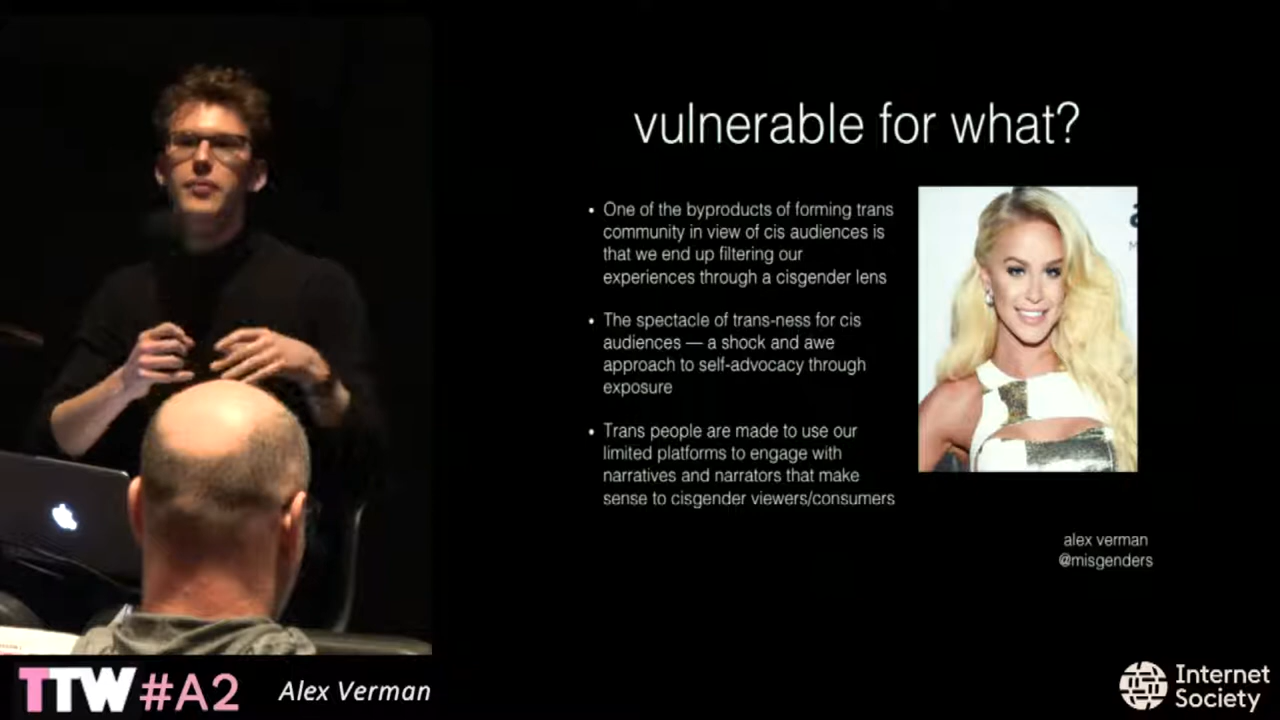 vulnerable for what?
• One of the byproducts of forming trans
community in view of cis audiences is
that we end up filtering our
experiences through a cisgender lens
• The spectacle of trans-ness for cis
audiences — a shock and awe
approach to self-advocacy through
exposure
• Trans people are made to use our
limited platforms to engage with
narratives and narrators that make
sense to cisgender viewers/consumers
alex verman
@misgenders
TTW#A2
Alex Verman
Internet
Society